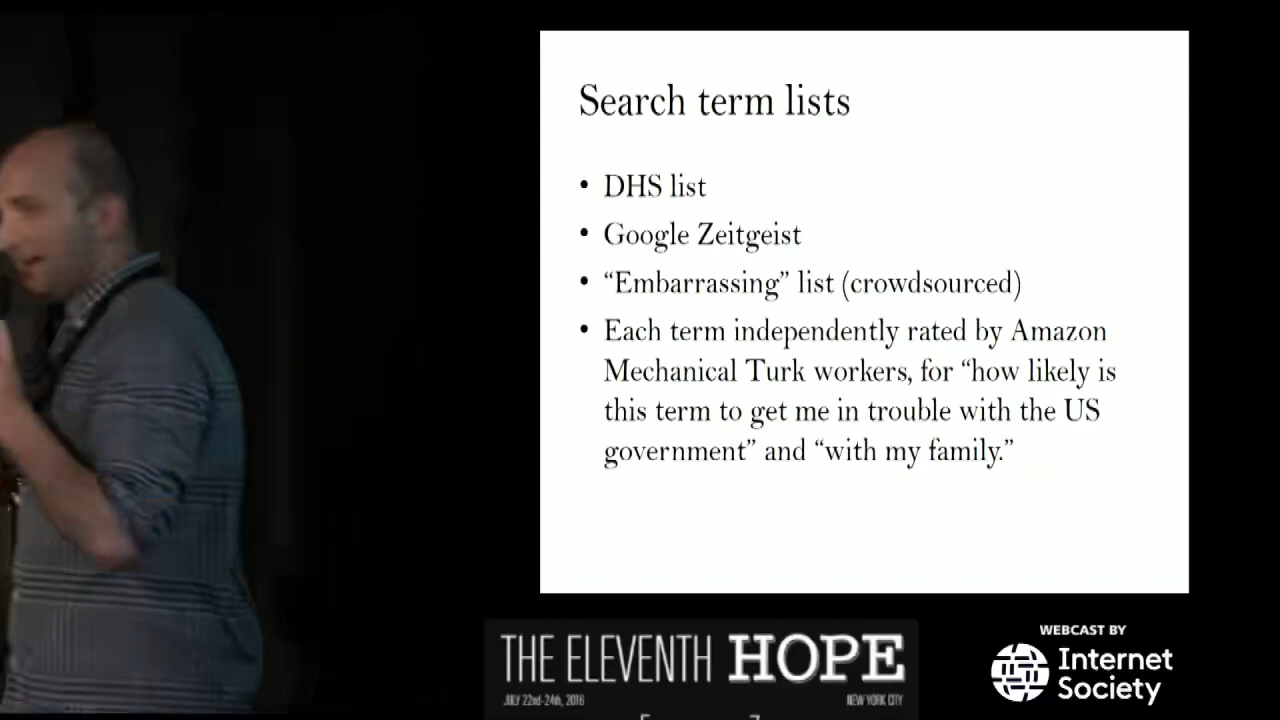 Search term lists
• DHS list
• Google Zeitgeist
• “Embarrassing” list (crowdsourced)
• Each term independently rated by Amazon
Mechanical Turk workers, for “how likely is
this term to get me in trouble with the US
government” and “with my family.”
THE ELEVENTH HOPE
JULY 22nd-24th, 2016
NEW YORK CITY
WEBCAST BY
Internet
Society